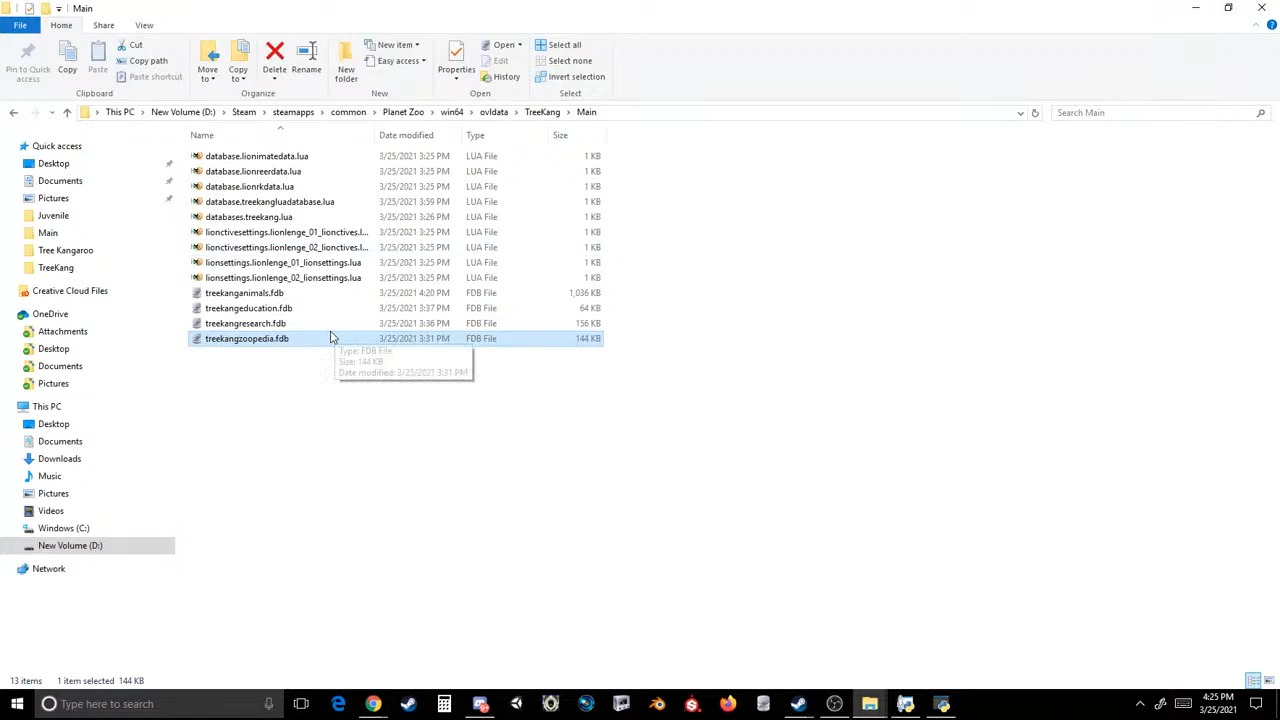 Main
File
Home
Share
View
Pin to Quick access
Copy
Paste
Cut
Copy path
Paste shortcut
Clipboard
Move to
Copy to
Delete
Rename
Organize
New folder
New item
Easy access
New
Properties
Open
Edit
History
Open
Select all
Select none
Invert selection
Select
This PC > New Volume (D:) > Steam > steamapps > common > Planet Zoo > win64 > ovldata > TreeKang > Main
Search Main
Quick access
Desktop
Documents
Pictures
Juvenile
Main
Tree Kangaroo
TreeKang
Creative Cloud Files
OneDrive
Attachments
Desktop
Documents
Pictures
This PC
Desktop
Documents
Downloads
Music
Pictures
Videos
Windows (C:)
New Volume (D:)
Network
Name Date modified Type Size
database.lionimatedata.lua 3/25/2021 3:25 PM LUA File 1 KB
database.lionreerdata.lua 3/25/2021 3:25 PM LUA File 1 KB
database.lionrkdata.lua 3/25/2021 3:25 PM LUA File 1 KB
database.treekangluadatabase.lua 3/25/2021 3:59 PM LUA File 1 KB
databases.treekang.lua 3/25/2021 3:26 PM LUA File 1 KB
lionctivesettings.lionlenge_01_lionctives.l... 3/25/2021 3:25 PM LUA File 1 KB
lionctivesettings.lionlenge_02_lionctives.l... 3/25/2021 3:25 PM LUA File 1 KB
lionsettings.lionlenge_01_lionsettings.lua 3/25/2021 3:25 PM LUA File 1 KB
lionsettings.lionlenge_02_lionsettings.lua 3/25/2021 3:25 PM LUA File 1 KB
treekanganimals.fdb 3/25/2021 4:20 PM FDB File 1,036 KB
treekangeducation.fdb 3/25/2021 3:37 PM FDB File 64 KB
treekangresearch.fdb 3/25/2021 3:36 PM FDB File 156 KB
treekangzoopedia.fdb 3/25/2021 3:31 PM FDB File 144 KB
Type: FDB File
Size: 144 KB
Date modified: 3/25/2021 3:31 PM
13 items 1 item selected 144 KB
Type here to search
4:25 PM
3/25/2021